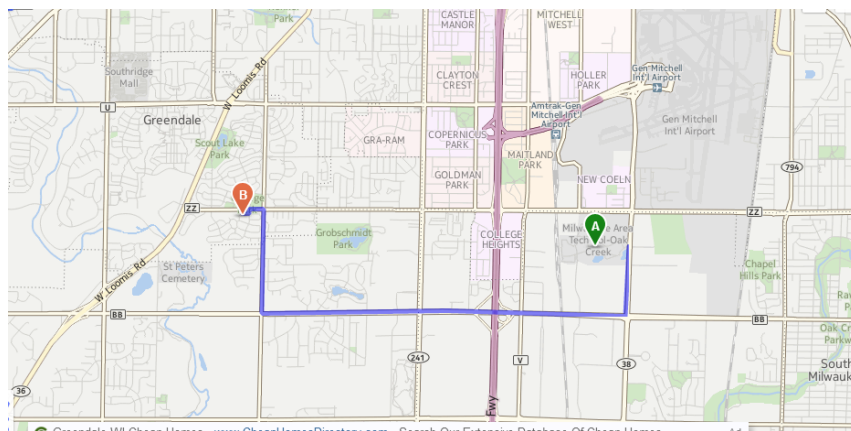 CASTLE
MANOR
MITCHELL
WEST
Park
Southridge
Mall
W Loomis Rd
CLAYTON
CREST
HOLLER
PARK
Gen Mitchell
Int'l Airport
U
Greendale
Amtrak-Gen
Mitchell Int'l
Airport
Gen Mitchell
Int'l Airport
Scout Lake
Park
GRA-RAM
COPERNICUS
PARK
MAITLAND
PARK
GOLDMAN
PARK
NEW COELN
794
B
ZZ
ZZ
Grobschmidt
Park
COLLEGE
HEIGHTS
A
Creek
St Peters
Cemetery
Chapel
Hills Park
W Loomis Rd
BB
BB
Oak Cr
Parkw
241
V
38
36
South
Milwauk
Fwy
Greendale WI Cheap Homes - www.CheapHomesDirectory.com - Search Our Extensive Database Of Cheap Homes
Ad